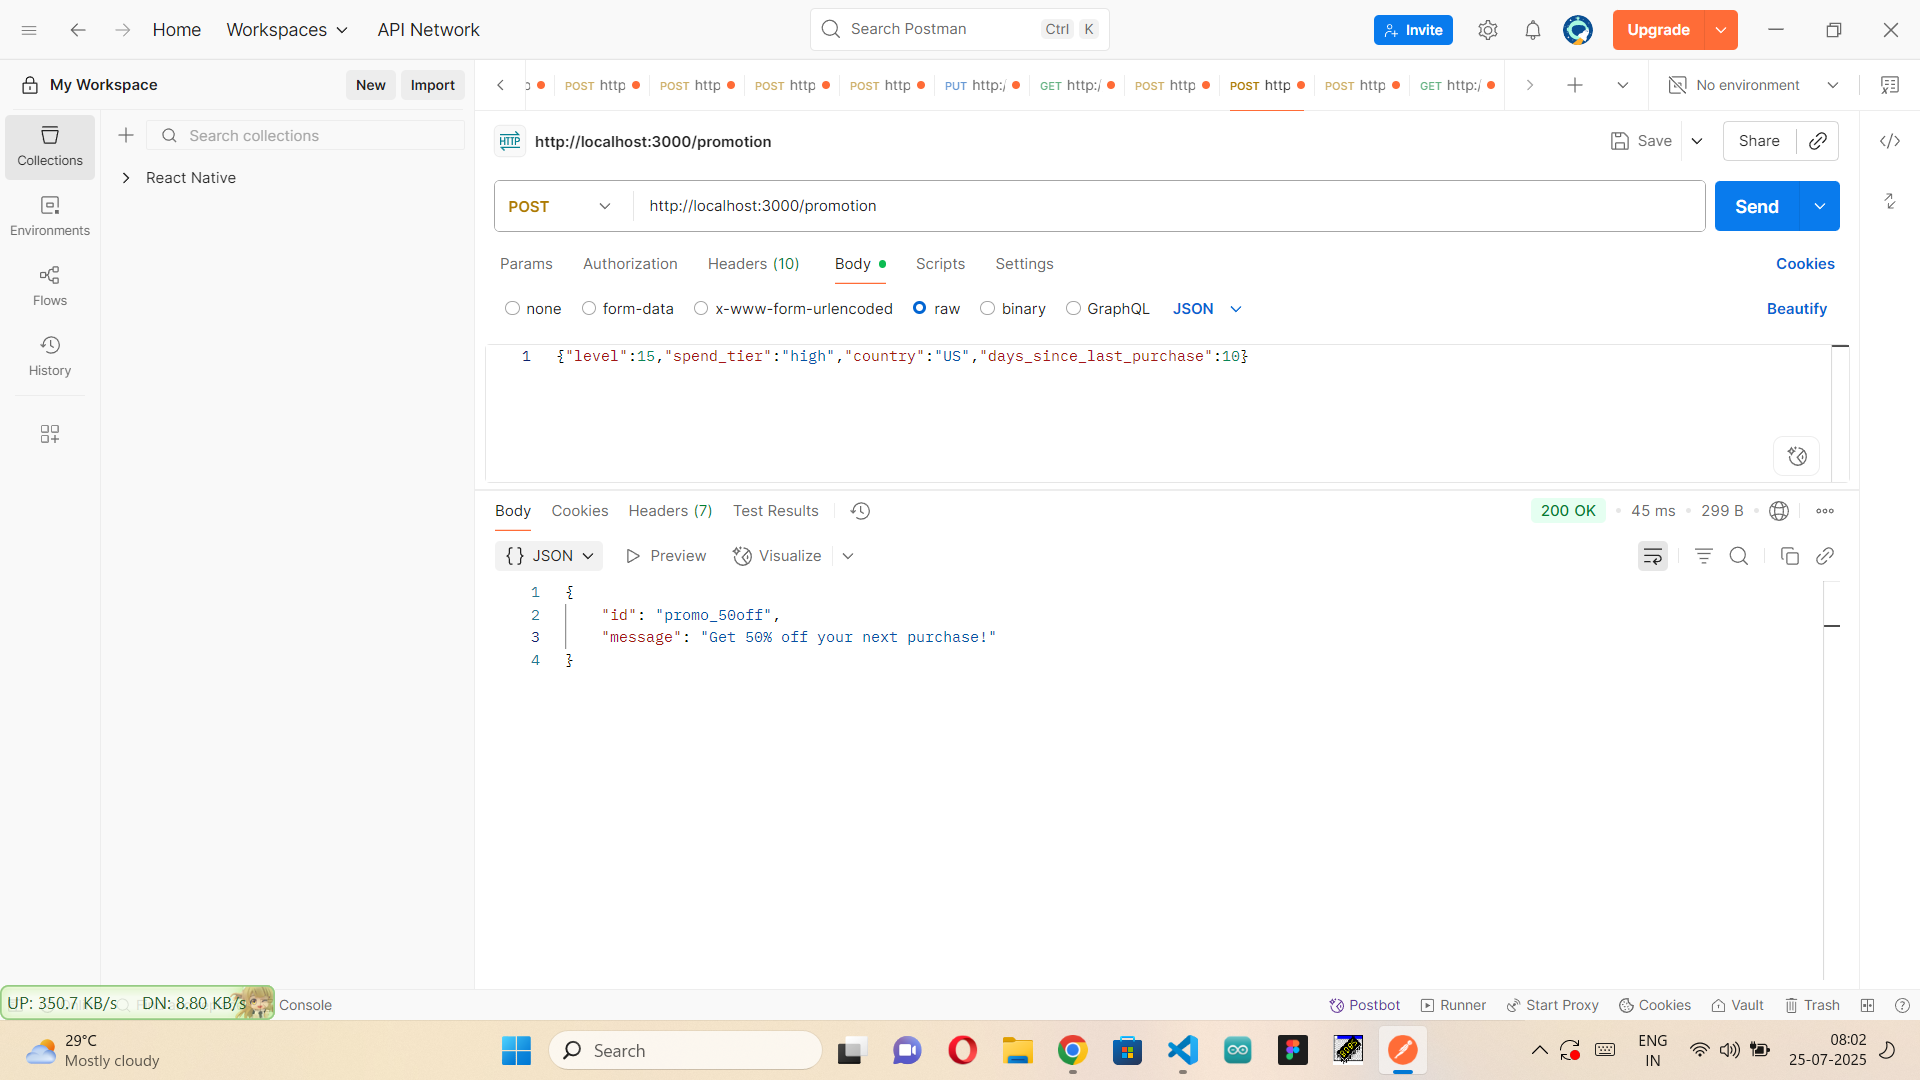 Home
Workspaces
API Network
Search Postman
Ctrl
K
Invite
Upgrade
My Workspace
New
Import
POST http
POST http
POST http
POST http
PUT http:/
GET http:/
POST http
POST http
POST http
GET http:/
No environment
Collections
Environments
Flows
History
Search collections
React Native
HTTP
http://localhost:3000/promotion
Save
Share
POST
http://localhost:3000/promotion
Send
Params
Authorization
Headers (10)
Body
Scripts
Settings
Cookies
none
form-data
x-www-form-urlencoded
raw
binary
GraphQL
JSON
Beautify
1 {"level":15,"spend_tier":"high","country":"US","days_since_last_purchase":10}
Body
Cookies
Headers (7)
Test Results
200 OK
45 ms
299 B
{} JSON
Preview
Visualize
1 {
2 "id": "promo_50off",
3 "message": "Get 50% off your next purchase!"
4 }
UP: 350.7 KB/s DN: 8.80 KB/s
Console
Postbot
Runner
Start Proxy
Cookies
Vault
Trash
29°C
Mostly cloudy
Search
ENG
IN
08:02
25-07-2025